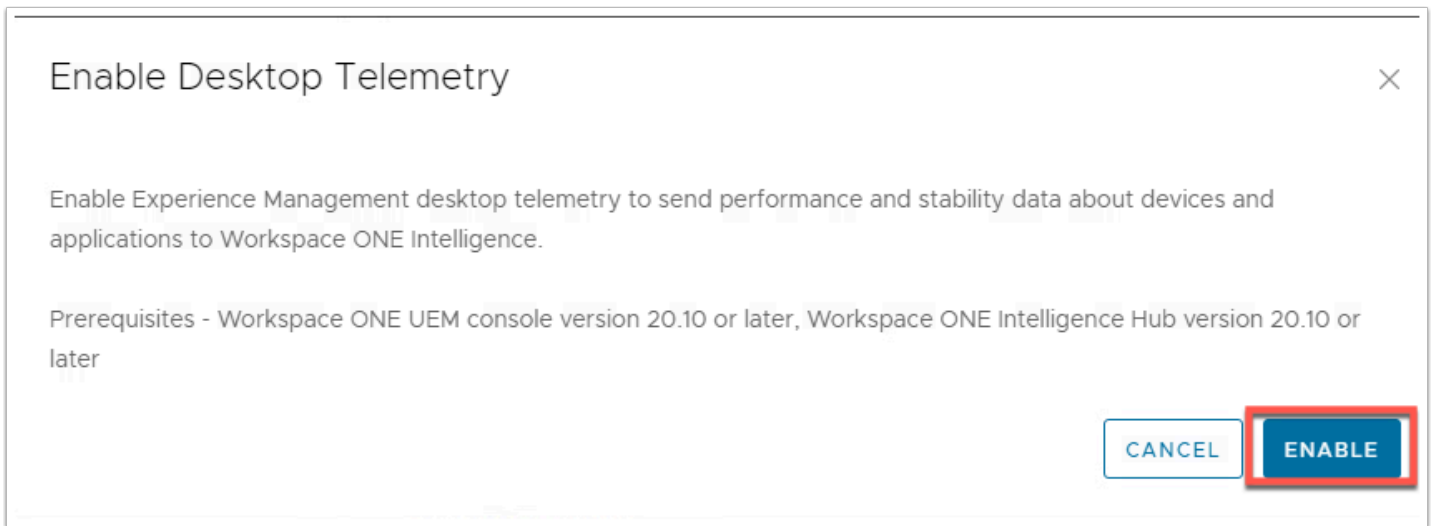 Enable Desktop Telemetry
Enable Experience Management desktop telemetry to send performance and stability data about devices and
applications to Workspace ONE Intelligence.
Prerequisites - Workspace ONE UEM console version 20.10 or later, Workspace ONE Intelligence Hub version 20.10 or
later
CANCEL ENABLE